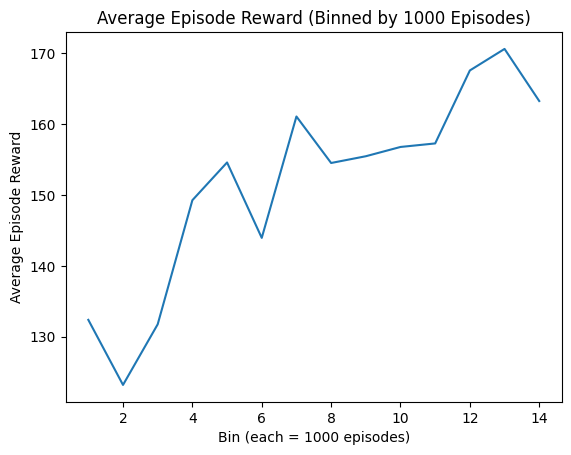 Average Episode Reward (Binned by 1000 Episodes)
Average Episode Reward
170
160
150
140
130
2 4 6 8 10 12 14
Bin (each = 1000 episodes)